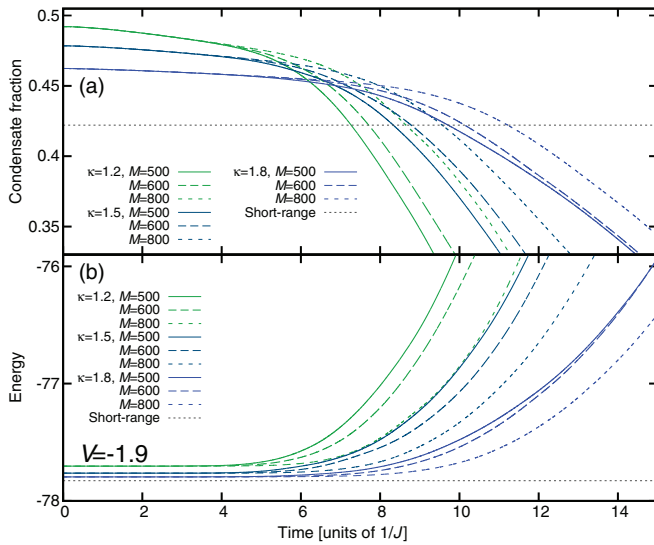 0.5
0.45
0.4
0.35
Condensate fraction
(a)
κ=1.2, M=500
M=600
M=800
κ=1.5, M=500
M=600
M=800
κ=1.8, M=500
M=600
M=800
Short-range
-76
-77
-78
Energy
(b)
κ=1.2, M=500
M=600
M=800
κ=1.5, M=500
M=600
M=800
κ=1.8, M=500
M=600
M=800
Short-range
V=-1.9
0 2 4 6 8 10 12 14
Time [units of 1/J]